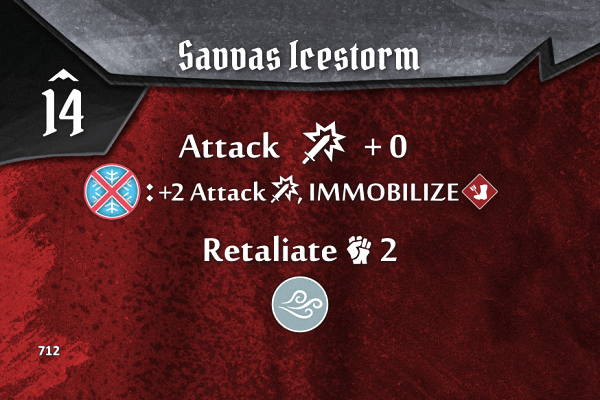 Savvas Icestorm
14
Attack + 0
: +2 Attack , IMMOBILIZE
Retaliate 2
712